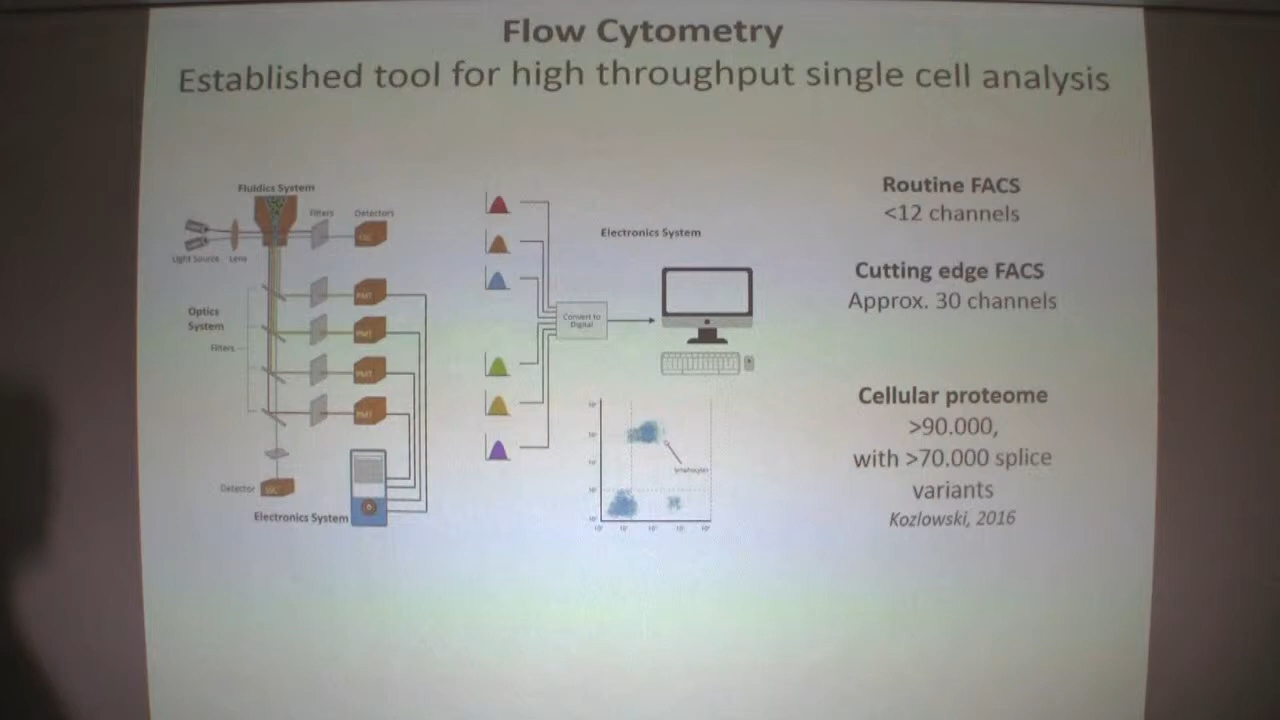 Flow Cytometry
Established tool for high throughput single cell analysis
Fluidics System
Filters
Detectors
Light Source
Lens
Optics
System
Filters
PMT
PMT
PMT
PMT
Detector
Electronics System
Electronics System
Convert to
Digital
lymphocytes
Routine FACS
<12 channels
Cutting edge FACS
Approx. 30 channels
Cellular proteome
>90.000,
with >70.000 splice
variants
Kozlowski, 2016